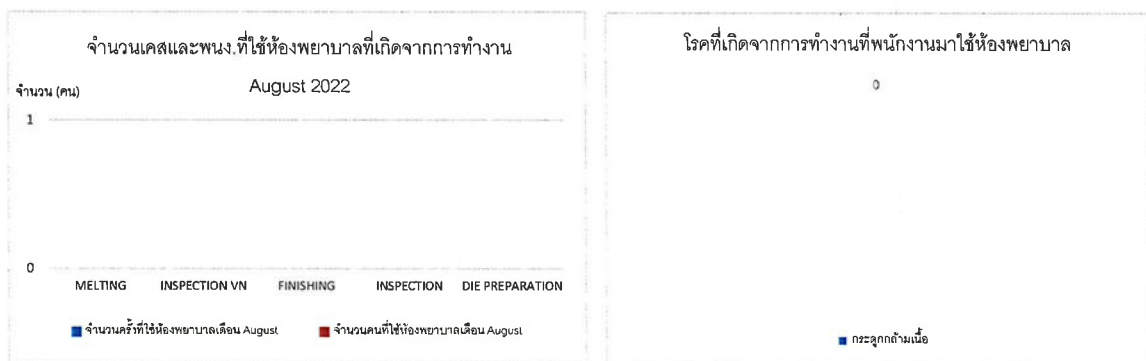 จำนวนเคสและพนง.ที่ใช้ห้องพยาบาลที่เกิดจากการทำงาน
August 2022
จำนวน (คน)
1
0
MELTING INSPECTION VN FINISHING INSPECTION DIE PREPARATION
จำนวนครั้งที่ใช้ห้องพยาบาลเดือน August จำนวนคนที่ใช้ห้องพยาบาลเดือน August
โรคที่เกิดจากการทำงานที่พนักงานมาใช้ห้องพยาบาล
0
กระดูกกล้ามเนื้อ